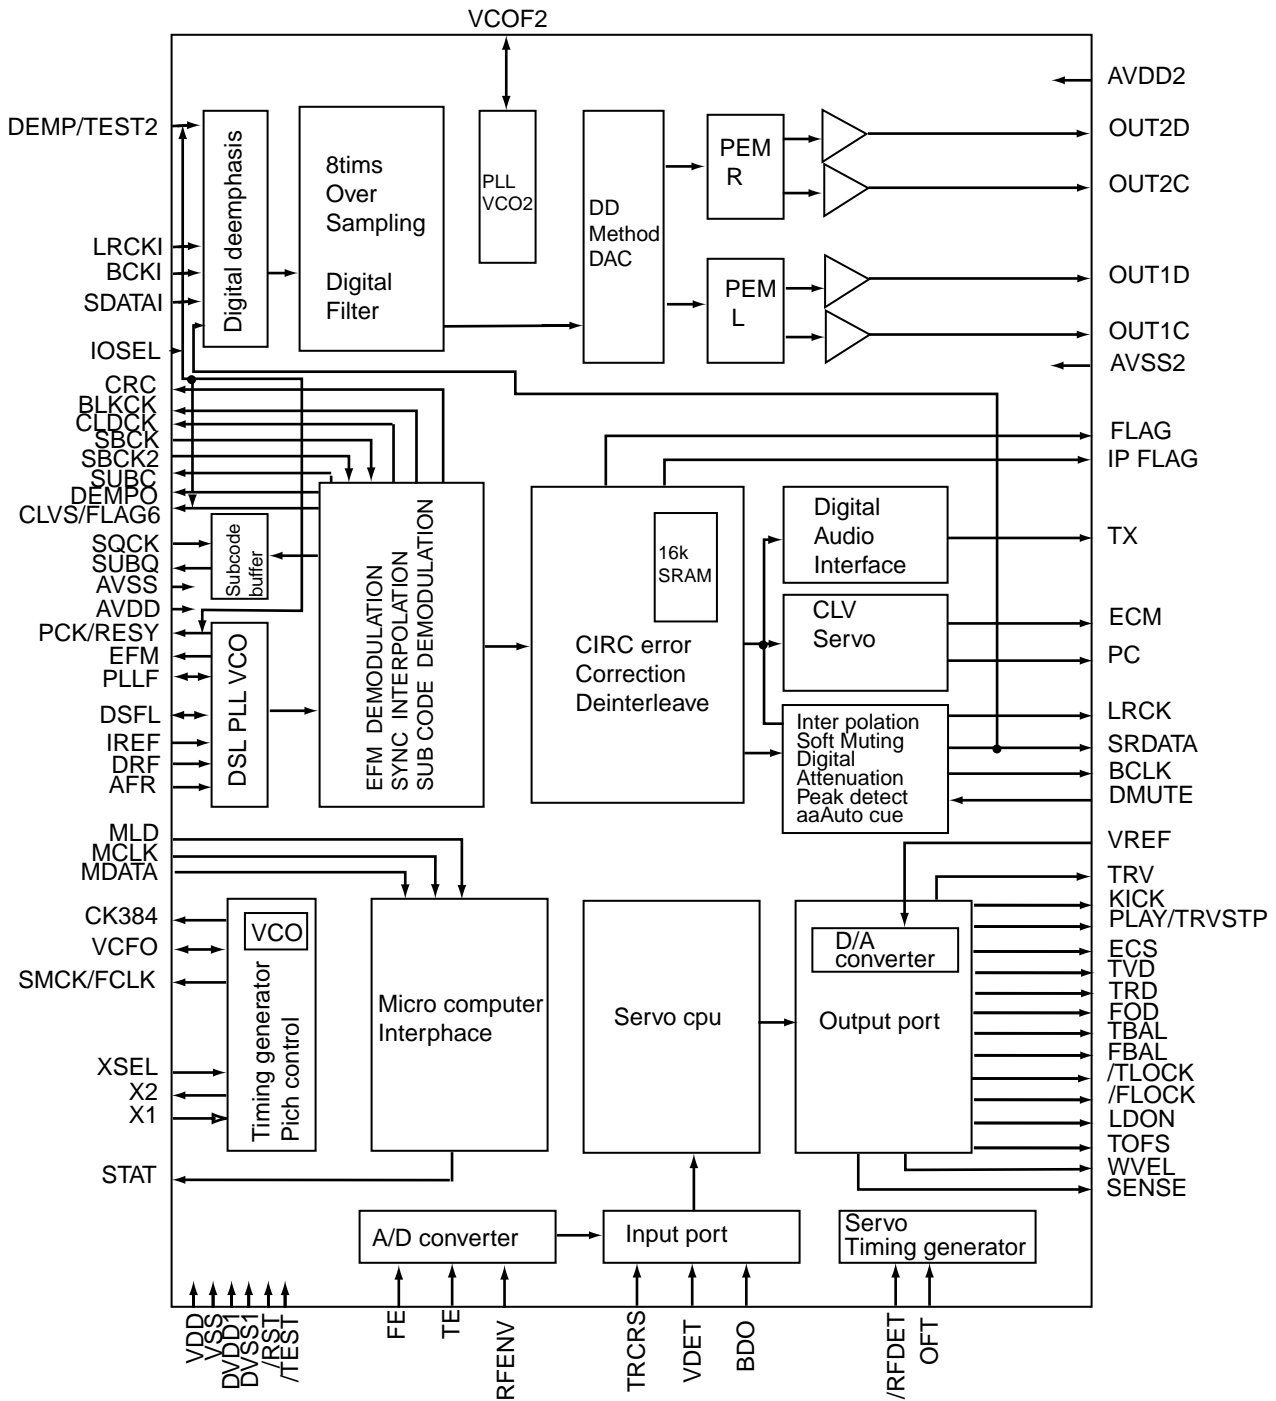 VCOF2
AVDD2
DEMP/TEST2
OUT2D
OUT2C
LRCKI
BCKI
SDATAI
IOSEL
OUT1D
OUT1C
AVSS2
Digital deemphasis
8tims
Over
Sampling
Digital
Filter
PLL
VCO2
DD
Method
DAC
PEM
R
PEM
L
CRC
BLKCK
CLDCK
SBCK
SBCK2
SUBC
DEMPO
CLVS/FLAG6
SQCK
SUBQ
AVSS
AVDD
PCK/RESY
EFM
PLLF
DSFL
IREF
DRF
AFR
Subcode
buffer
DSL PLL VCO
EFM DEMODULATION
SYNC INTERPOLATION
SUB CODE DEMODULATION
16k
SRAM
CIRC error
Correction
Deinterleave
Digital
Audio
Interface
CLV
Servo
Inter polation
Soft Muting
Digital
Attenuation
Peak detect
aaAuto cue
FLAG
IP FLAG
TX
ECM
PC
LRCK
SRDATA
BCLK
DMUTE
VREF
MLD
MCLK
MDATA
CK384
VCFO
SMCK/FCLK
XSEL
X2
X1
STAT
VCO
Timing generator
Pich control
Micro computer
Interphace
Servo cpu
D/A
converter
Output port
TRV
KICK
PLAY/TRVSTP
ECS
TVD
TRD
FOD
TBAL
FBAL
/TLOCK
/FLOCK
LDON
TOFS
WVEL
SENSE
A/D converter
Input port
Servo
Timing generator
VDD
VSS
DVDD1
DVSS1
/RST
/TEST
FE
TE
RFENV
TRCRS
VDET
BDO
/RFDET
OFT